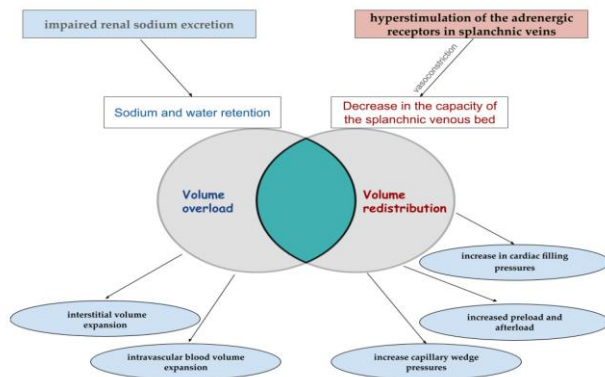 impaired renal sodium excretion
hyperstimulation of the adrenergic
receptors in splanchnic veins
vasoconstriction
Sodium and water retention
Decrease in the capacity of
the splanchnic venous bed
Volume
overload
Volume
redistribution
increase in cardiac filling
pressures
interstitial volume
expansion
increased preload and
afterload
intravascular blood volume
expansion
increase capillary wedge
pressures